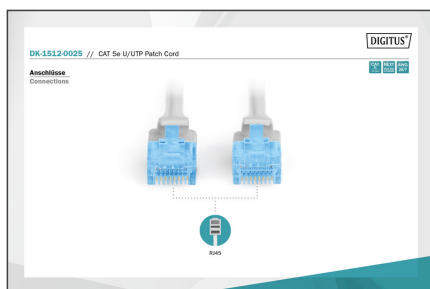 DIGITUS®
DK-1512-0025 // CAT 5e U/UTP Patch Cord
Anschlüsse
Connections
RJ45